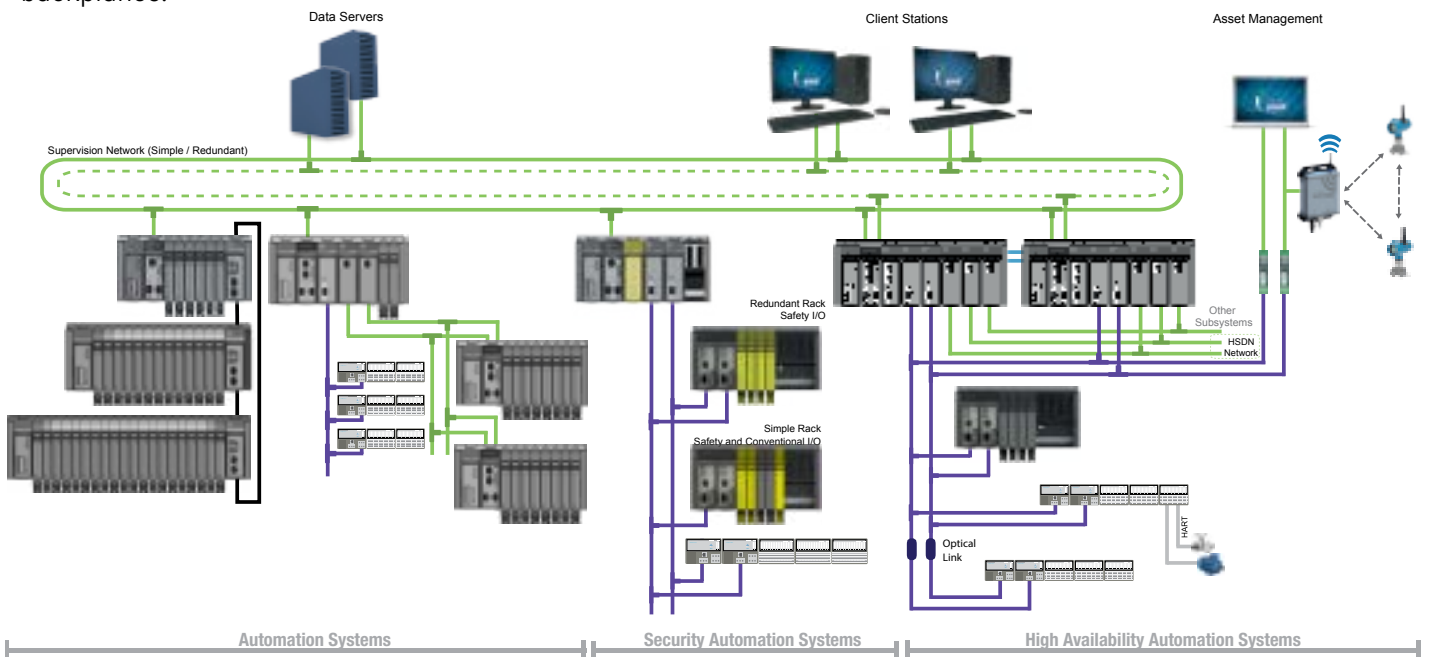 backplanes.
Data Servers
Client Stations
Asset Management
Supervision Network (Simple / Redundant)
Redundant Rack
Safety I/O
Other
Subsystems
HSDN
Network
Simple Rack
Safety and Conventional I/O
HART
Optical
Link
Automation Systems
Security Automation Systems
High Availability Automation Systems